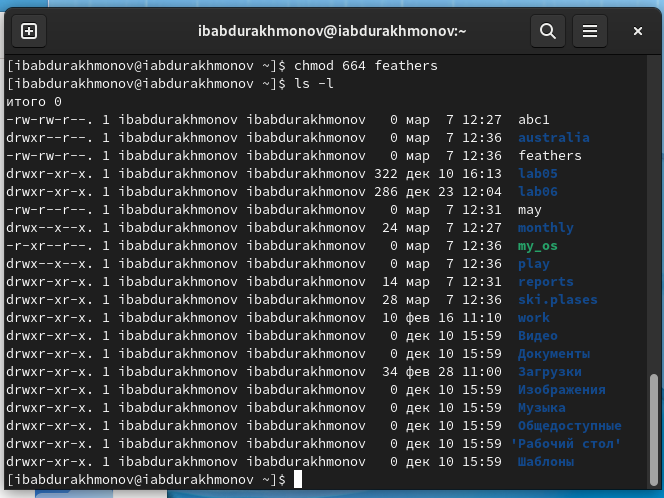 ibabdurakhmonov@iabdurakhmonov:~
[ibabdurakhmonov@iabdurakhmonov ~]$ chmod 664 feathers
[ibabdurakhmonov@iabdurakhmonov ~]$ ls -l
итого 0
-rw-rw-r--. 1 ibabdurakhmonov ibabdurakhmonov   0 мар  7 12:27  abc1
drwxr--r--. 1 ibabdurakhmonov ibabdurakhmonov   0 мар  7 12:36  australia
-rw-rw-r--. 1 ibabdurakhmonov ibabdurakhmonov   0 мар  7 12:36  feathers
drwxr-xr-x. 1 ibabdurakhmonov ibabdurakhmonov 322 дек 10 16:13  lab05
drwxr-xr-x. 1 ibabdurakhmonov ibabdurakhmonov 286 дек 23 12:04  lab06
-rw-r--r--. 1 ibabdurakhmonov ibabdurakhmonov   0 мар  7 12:31  may
drwx--x--x. 1 ibabdurakhmonov ibabdurakhmonov  24 мар  7 12:27  monthly
-r-xr--r--. 1 ibabdurakhmonov ibabdurakhmonov   0 мар  7 12:36  my_os
drwx--x--x. 1 ibabdurakhmonov ibabdurakhmonov   0 мар  7 12:36  play
drwxr-xr-x. 1 ibabdurakhmonov ibabdurakhmonov  14 мар  7 12:31  reports
drwxr-xr-x. 1 ibabdurakhmonov ibabdurakhmonov  28 мар  7 12:36  ski.plases
drwxr-xr-x. 1 ibabdurakhmonov ibabdurakhmonov  10 фев 16 11:10  work
drwxr-xr-x. 1 ibabdurakhmonov ibabdurakhmonov   0 дек 10 15:59  Видео
drwxr-xr-x. 1 ibabdurakhmonov ibabdurakhmonov   0 дек 10 15:59  Документы
drwxr-xr-x. 1 ibabdurakhmonov ibabdurakhmonov  34 фев 28 11:00  Загрузки
drwxr-xr-x. 1 ibabdurakhmonov ibabdurakhmonov   0 дек 10 15:59  Изображения
drwxr-xr-x. 1 ibabdurakhmonov ibabdurakhmonov   0 дек 10 15:59  Музыка
drwxr-xr-x. 1 ibabdurakhmonov ibabdurakhmonov   0 дек 10 15:59  Общедоступные
drwxr-xr-x. 1 ibabdurakhmonov ibabdurakhmonov   0 дек 10 15:59 'Рабочий стол'
drwxr-xr-x. 1 ibabdurakhmonov ibabdurakhmonov   0 дек 10 15:59  Шаблоны
[ibabdurakhmonov@iabdurakhmonov ~]$